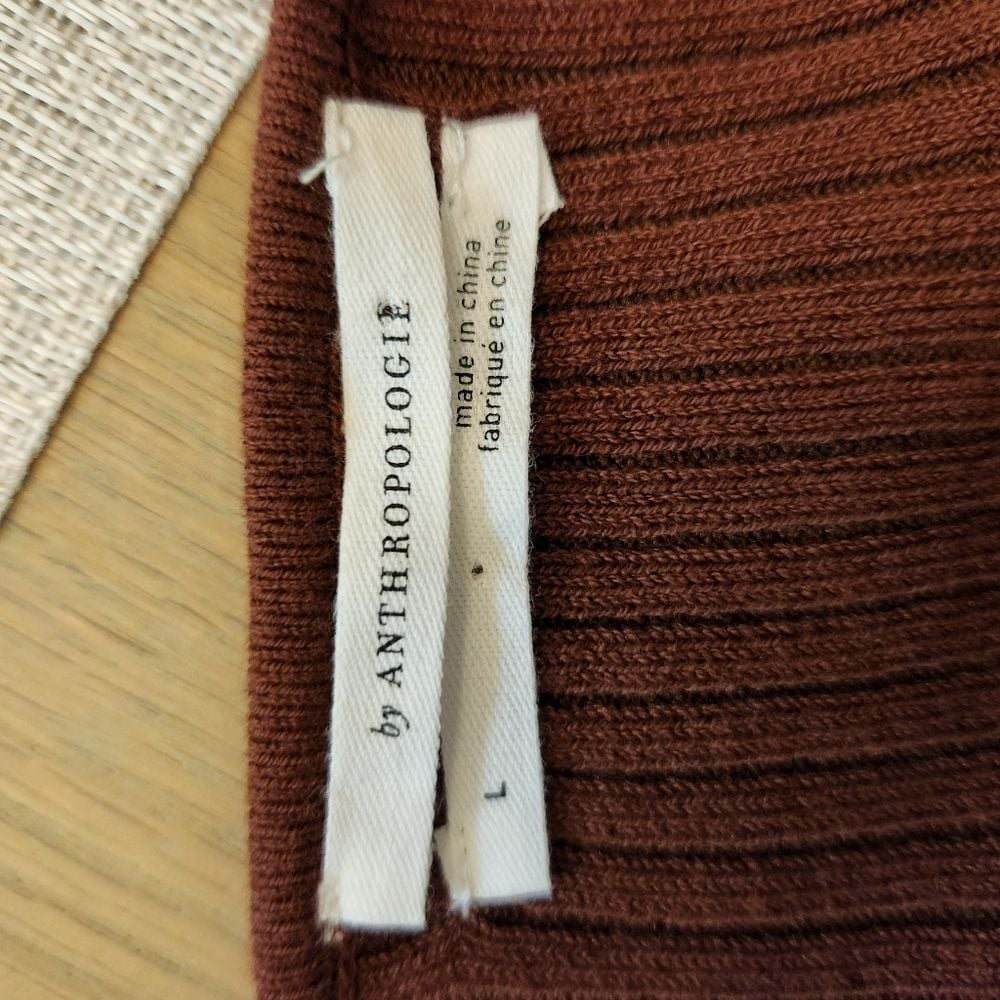 by ANTHROPOLOGIE
made in china
fabriqué en chine
L